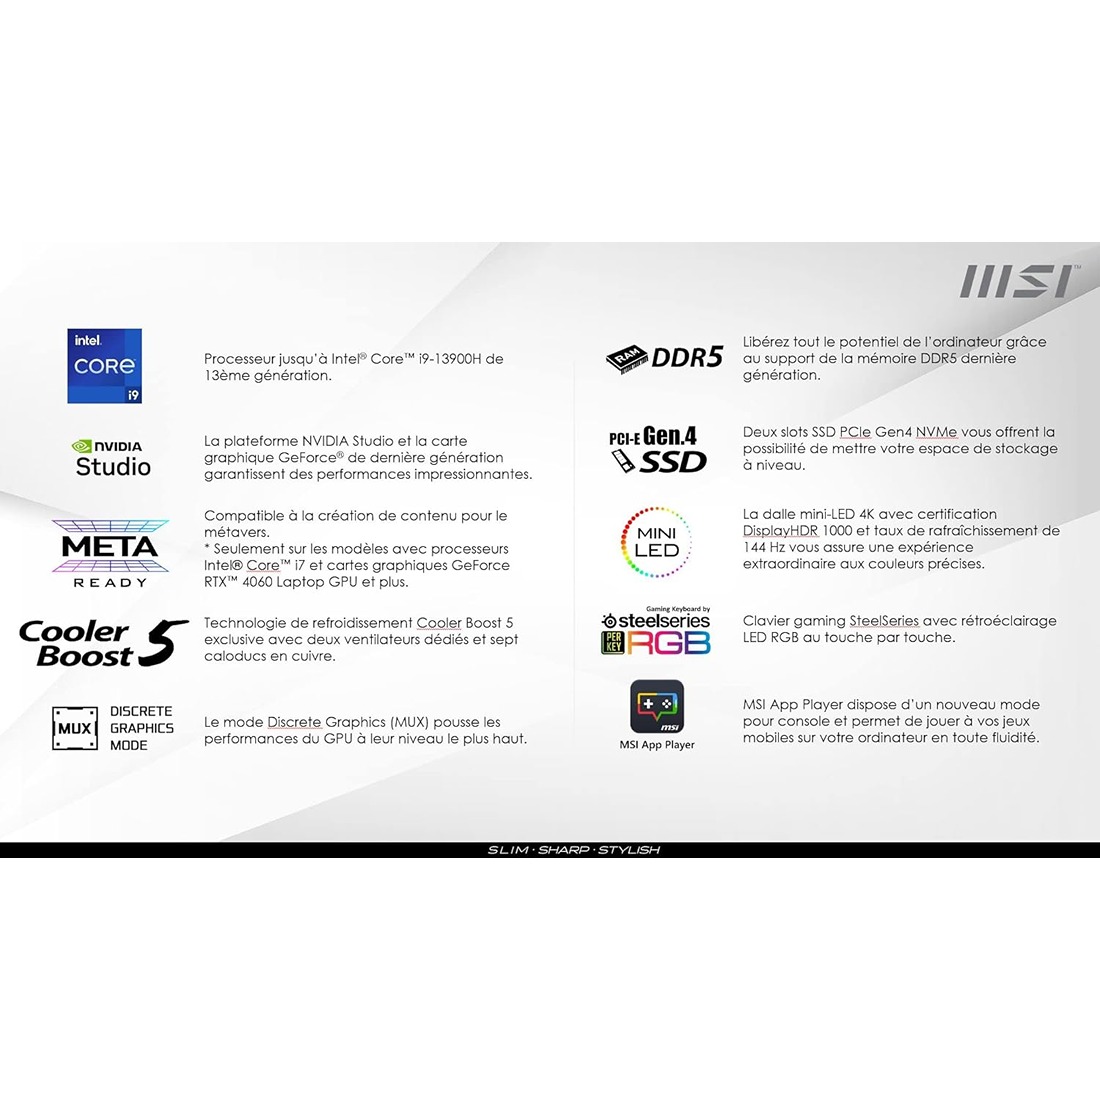 msi™
intel.
CORE™
i9
Processeur jusqu'à Intel® Core™ i9-13900H de
13ème génération.
NVIDIA
Studio
La plateforme NVIDIA Studio et la carte
graphique GeForce® de dernière génération
garantissent des performances impressionnantes.
META
READY
Compatible à la création de contenu pour le
métavers.
* Seulement sur les modèles avec processeurs
Intel® Core™ i7 et cartes graphiques GeForce
RTX™ 4060 Laptop GPU et plus.
Cooler
Boost 5
Technologie de refroidissement Cooler Boost 5
exclusive avec deux ventilateurs dédiés et sept
caloducs en cuivre.
MUX
DISCRETE
GRAPHICS
MODE
Le mode Discrete Graphics (MUX) pousse les
performances du GPU à leur niveau le plus haut.
RAM DDR5
Libérez tout le potentiel de l'ordinateur grâce
au support de la mémoire DDR5 dernière
génération.
PCI-E Gen.4
SSD
Deux slots SSD PCIe Gen4 NVMe vous offrent la
possibilité de mettre votre espace de stockage
à niveau.
MINI
LED
La dalle mini-LED 4K avec certification
DisplayHDR 1000 et taux de rafraîchissement de
144 Hz vous assure une expérience
extraordinaire aux couleurs précises.
Gaming Keyboard by
steelseries
PER
KEY
RGB
Clavier gaming SteelSeries avec rétroéclairage
LED RGB au touche par touche.
msi
MSI App Player
MSI App Player dispose d'un nouveau mode
pour console et permet de jouer à vos jeux
mobiles sur votre ordinateur en toute fluidité.
SLIM · SHARP · STYLISH